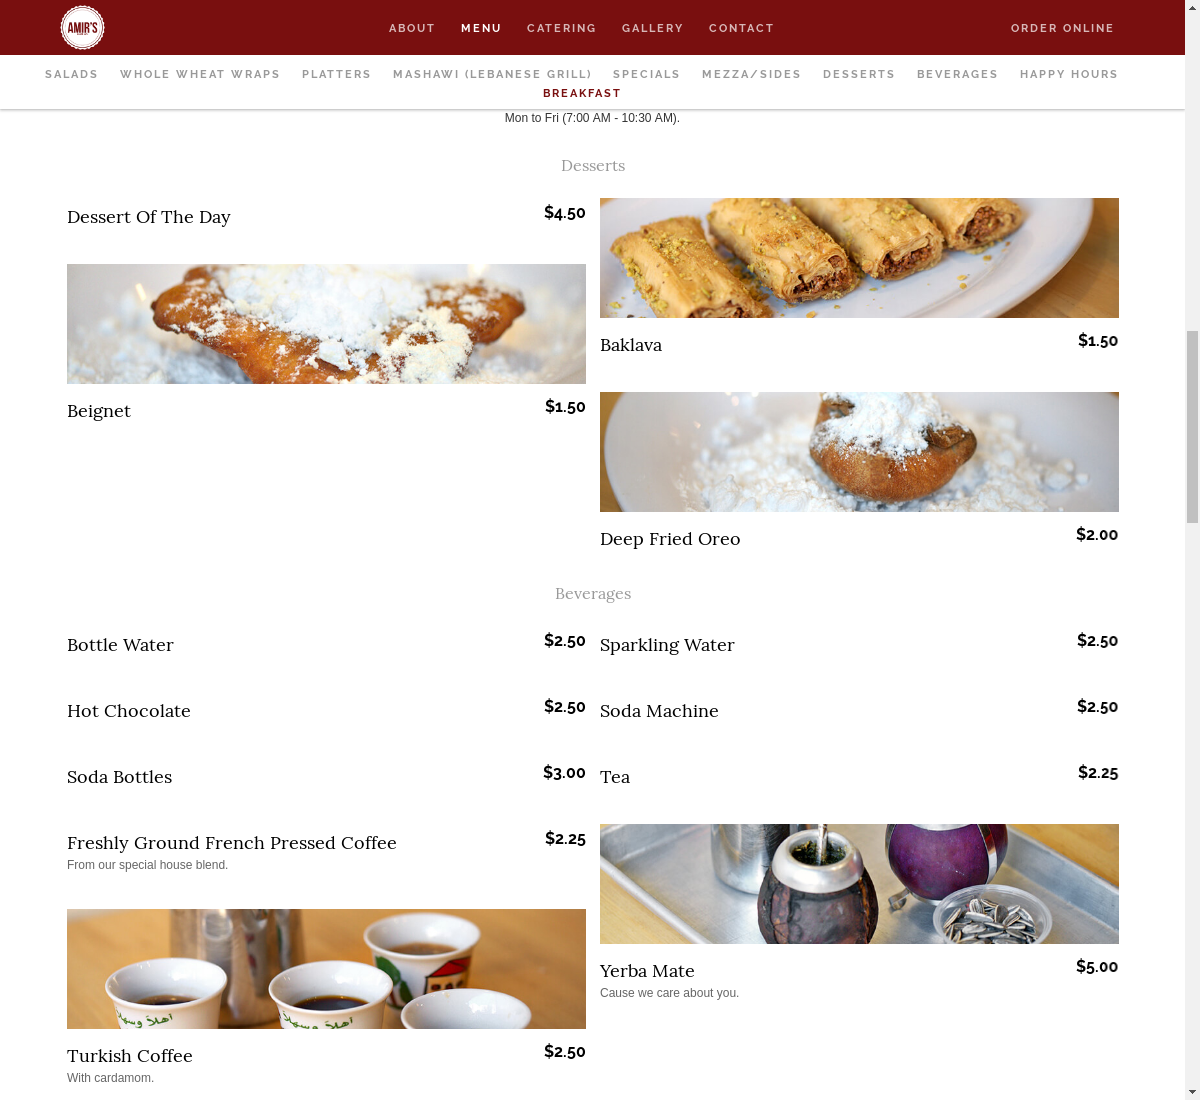 AMIR'S
ABOUT MENU CATERING GALLERY CONTACT ORDER ONLINE
SALADS WHOLE WHEAT WRAPS PLATTERS MASHAWI (LEBANESE GRILL) SPECIALS MEZZA/SIDES DESSERTS BEVERAGES HAPPY HOURS
BREAKFAST
Mon to Fri (7:00 AM - 10:30 AM).
Desserts
Dessert Of The Day $4.50
Baklava $1.50
Beignet $1.50
Deep Fried Oreo $2.00
Beverages
Bottle Water $2.50
Sparkling Water $2.50
Hot Chocolate $2.50
Soda Machine $2.50
Soda Bottles $3.00
Tea $2.25
Freshly Ground French Pressed Coffee $2.25
From our special house blend.
Yerba Mate $5.00
Cause we care about you.
أهلاً وسهلاً
أهلاً وسهلاً
Turkish Coffee $2.50
With cardamom.